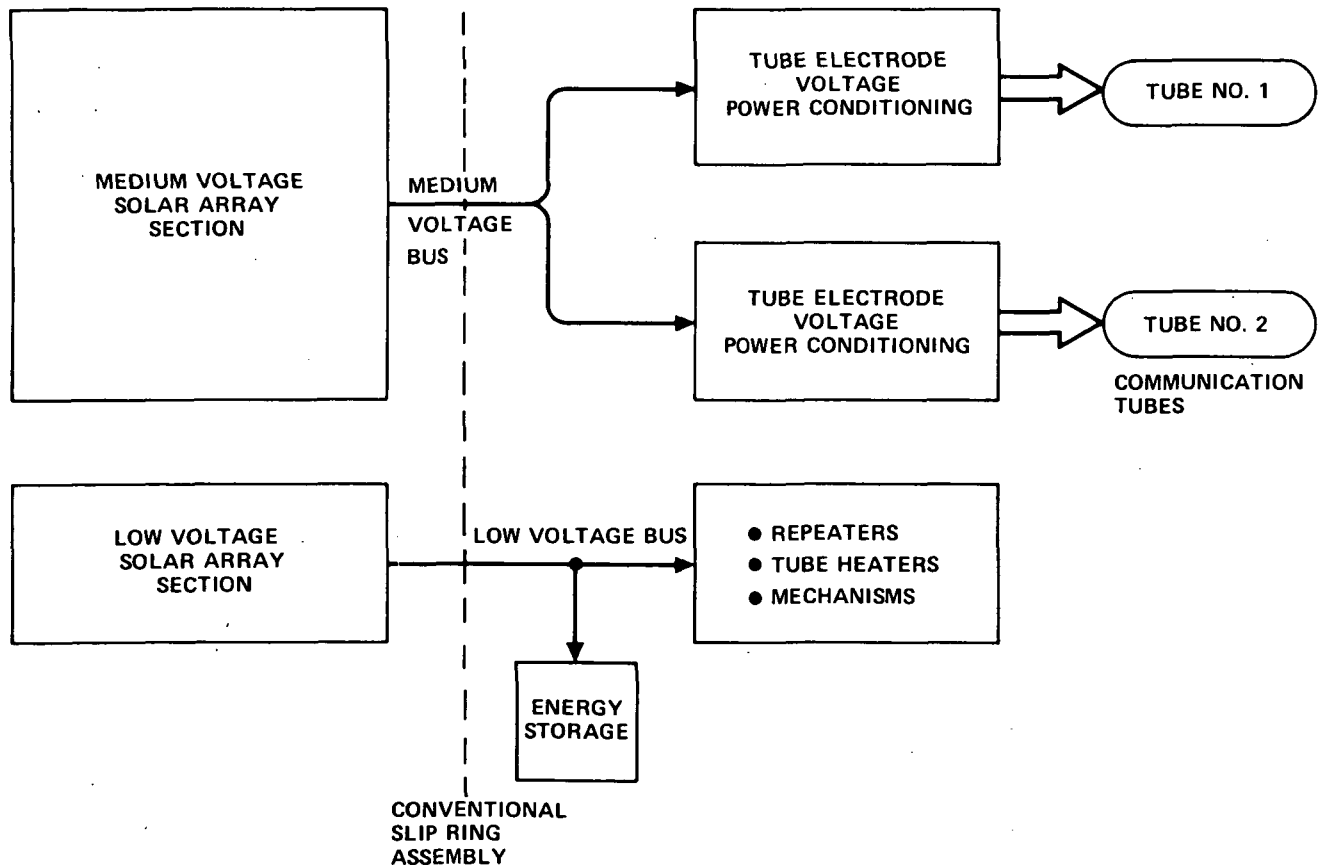 MEDIUM VOLTAGE
SOLAR ARRAY
SECTION
MEDIUM
VOLTAGE
BUS
TUBE ELECTRODE
VOLTAGE
POWER CONDITIONING
TUBE NO. 1
TUBE ELECTRODE
VOLTAGE
POWER CONDITIONING
TUBE NO. 2
COMMUNICATION
TUBES
LOW VOLTAGE
SOLAR ARRAY
SECTION
LOW VOLTAGE BUS
● REPEATERS
● TUBE HEATERS
● MECHANISMS
ENERGY
STORAGE
CONVENTIONAL
SLIP RING
ASSEMBLY